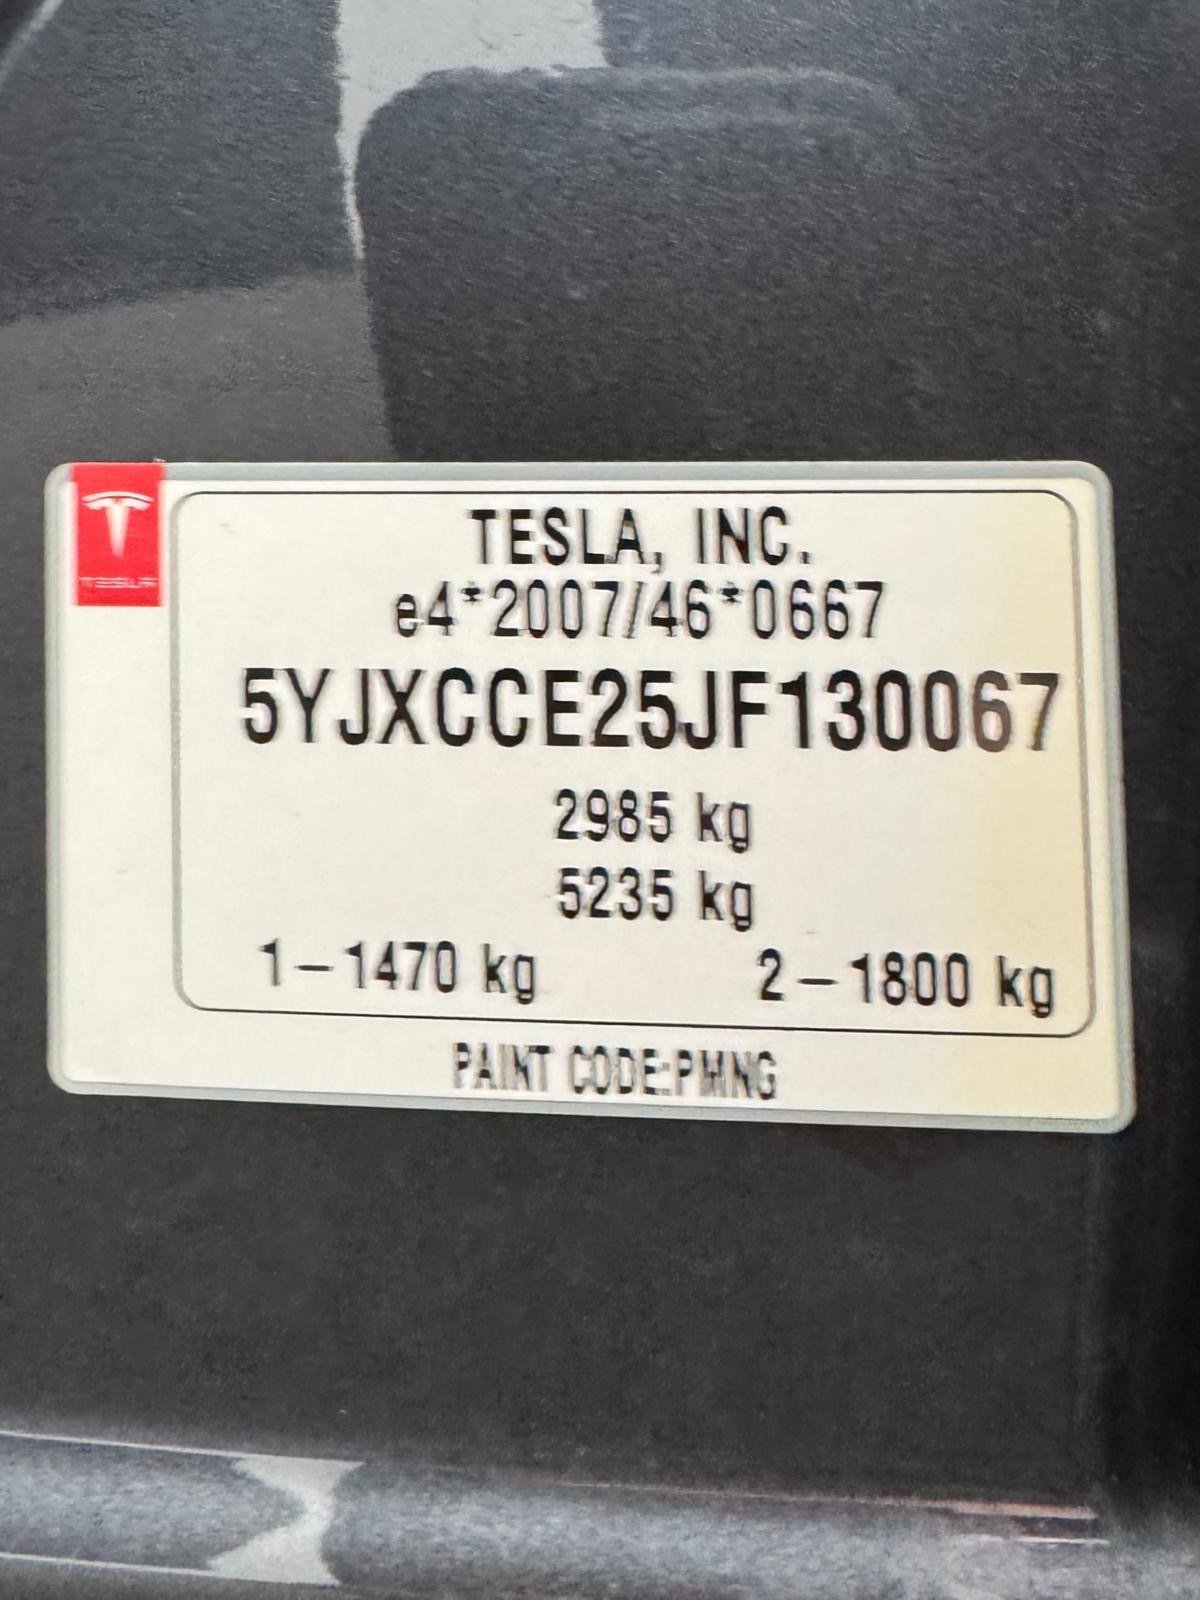 TESLA
TESLA, INC.
e4*2007/46*0667
5YJXCCE25JF130067
2985 kg
5235 kg
1–1470 kg 2–1800 kg
PAINT CODE:PMNG